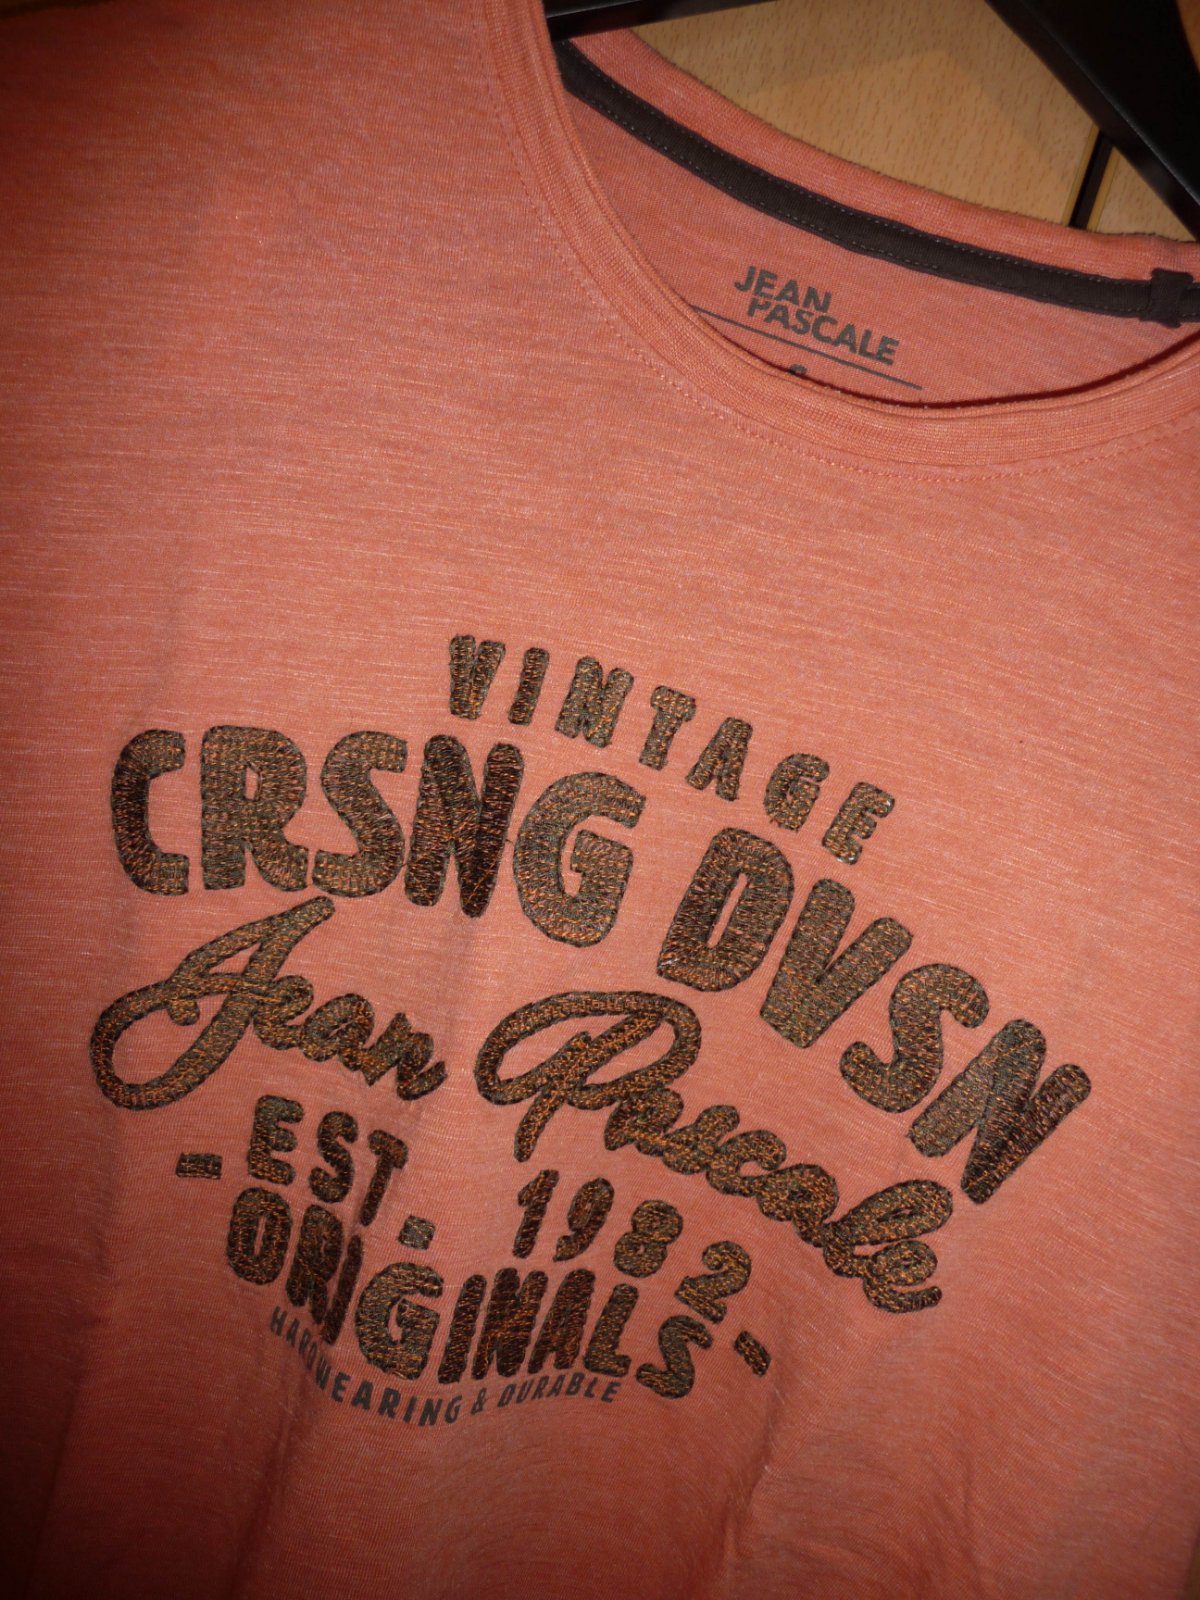 JEAN
PASCALE
VINTAGE
CRSNG DVSN
Jean Pascale
- EST. 1982 -
ORIGINALS
HARDWEARING & DURABLE